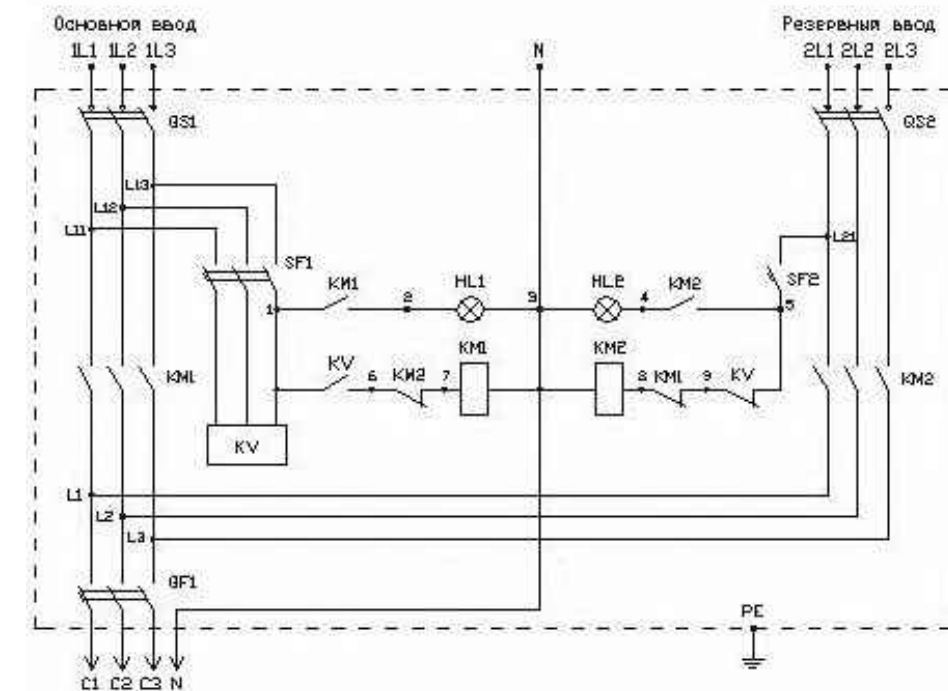 Основной ввод
Резервный ввод
1L1 1L2 1L3
N
2L1 2L2 2L3
QS1
QS2
L13
L12
L11
L21
SF1
SF2
KM1
2
HL1
3
HL2
4
KM2
1
5
KV
6
KM2
7
KM1
KM2
8
KM1
9
KV
KM1
KM2
KV
L1
L2
L3
QF1
PE
C1 C2 C3 N